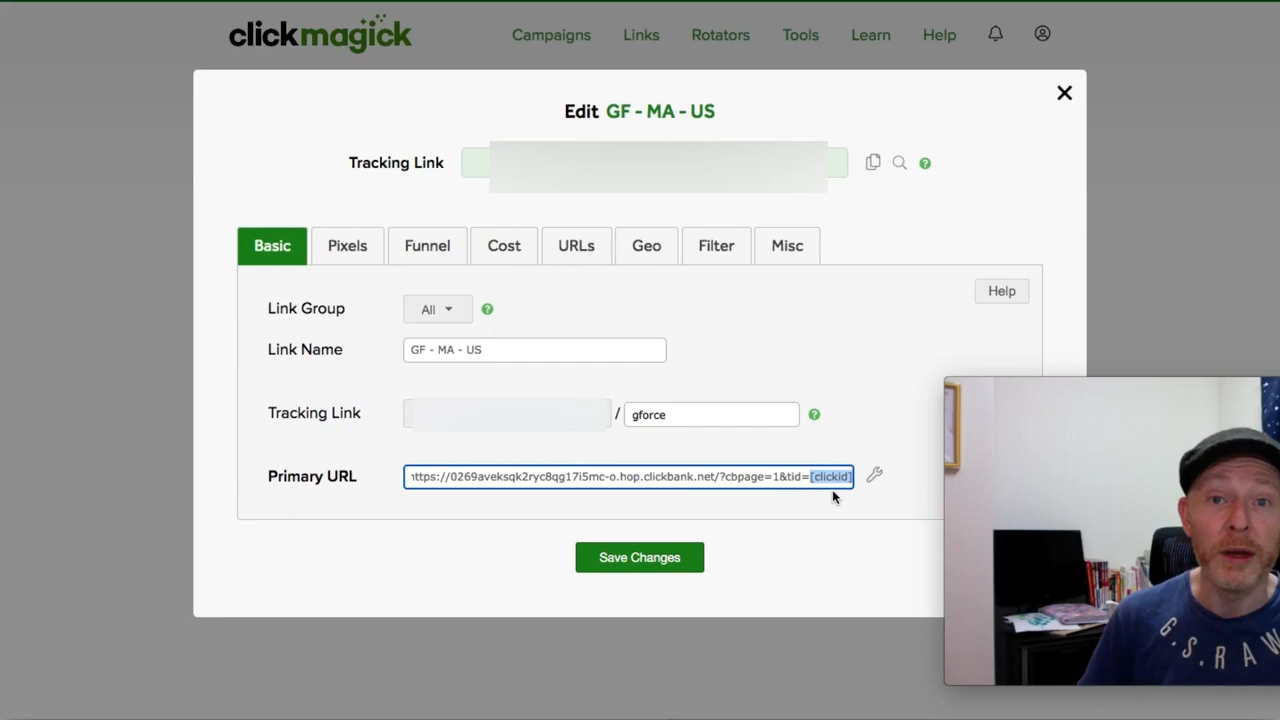 clickmagick
Campaigns Links Rotators Tools Learn Help
Edit GF - MA - US
Tracking Link
Basic Pixels Funnel Cost URLs Geo Filter Misc
Help
Link Group All
Link Name GF - MA - US
Tracking Link / gforce
Primary URL https://0269aveksqk2ryc8qg17i5mc-o.hop.clickbank.net/?cbpage=1&tid=[clickid]
Save Changes
G.S.RAW